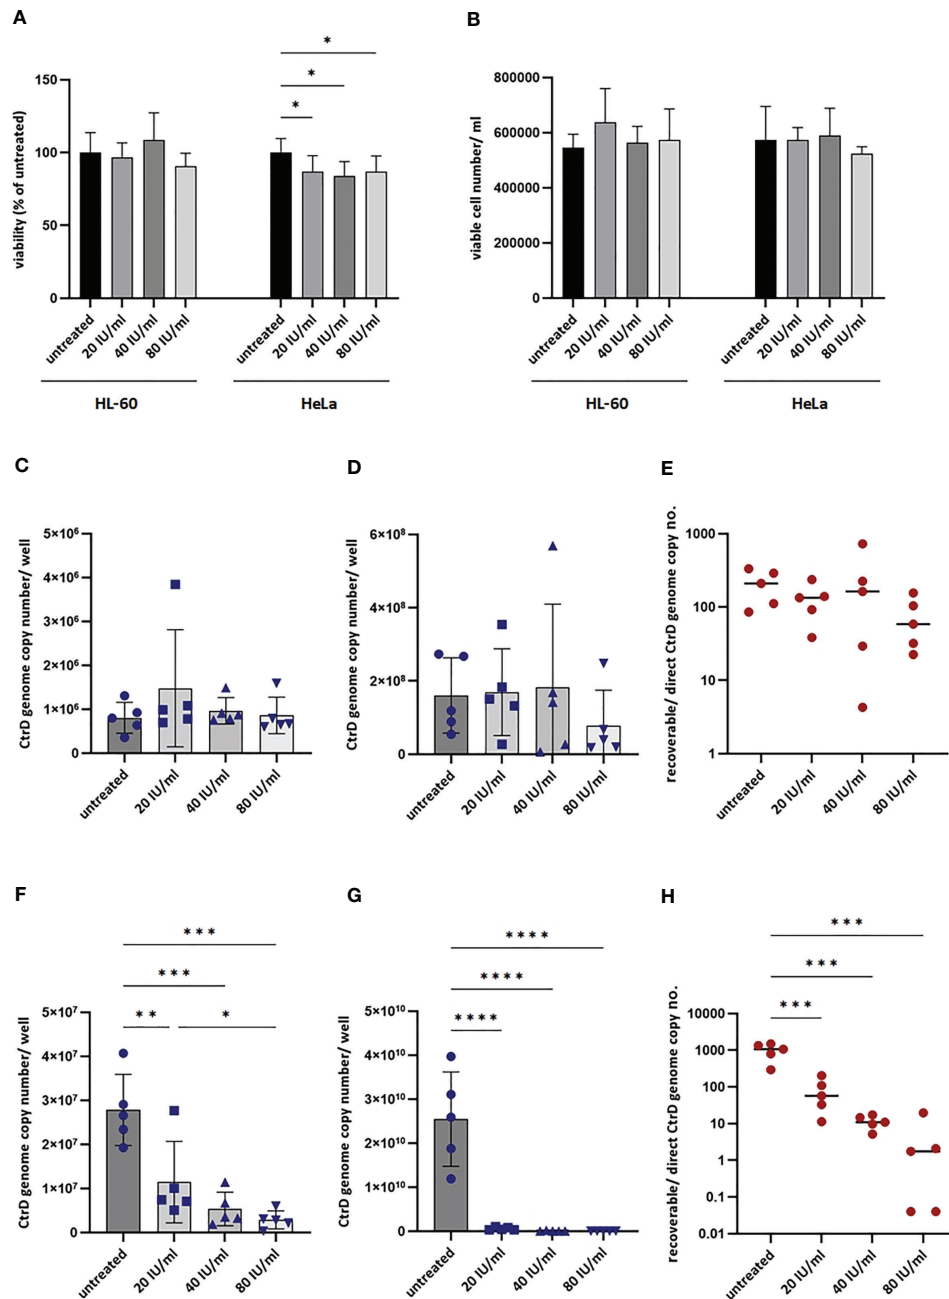 A
viability (% of untreated)
*
*
*
150
100
50
0
untreated
20 IU/ml
40 IU/ml
80 IU/ml
untreated
20 IU/ml
40 IU/ml
80 IU/ml
HL-60
HeLa
B
viable cell number/ ml
800000
600000
400000
200000
0
untreated
20 IU/ml
40 IU/ml
80 IU/ml
untreated
20 IU/ml
40 IU/ml
80 IU/ml
HL-60
HeLa
C
CtrD genome copy number/ well
5×10⁶
4×10⁶
3×10⁶
2×10⁶
1×10⁶
0
untreated
20 IU/ml
40 IU/ml
80 IU/ml
D
CtrD genome copy number/ well
6×10⁸
4×10⁸
2×10⁸
0
untreated
20 IU/ml
40 IU/ml
80 IU/ml
E
recoverable/ direct CtrD genome copy no.
1000
100
10
1
untreated
20 IU/ml
40 IU/ml
80 IU/ml
F
CtrD genome copy number/ well
***
***
** *
5×10⁷
4×10⁷
3×10⁷
2×10⁷
1×10⁷
0
untreated
20 IU/ml
40 IU/ml
80 IU/ml
G
CtrD genome copy number/ well
****
****
****
5×10¹⁰
4×10¹⁰
3×10¹⁰
2×10¹⁰
1×10¹⁰
0
untreated
20 IU/ml
40 IU/ml
80 IU/ml
H
recoverable/ direct CtrD genome copy no.
***
***
***
10000
1000
100
10
1
0.1
0.01
untreated
20 IU/ml
40 IU/ml
80 IU/ml